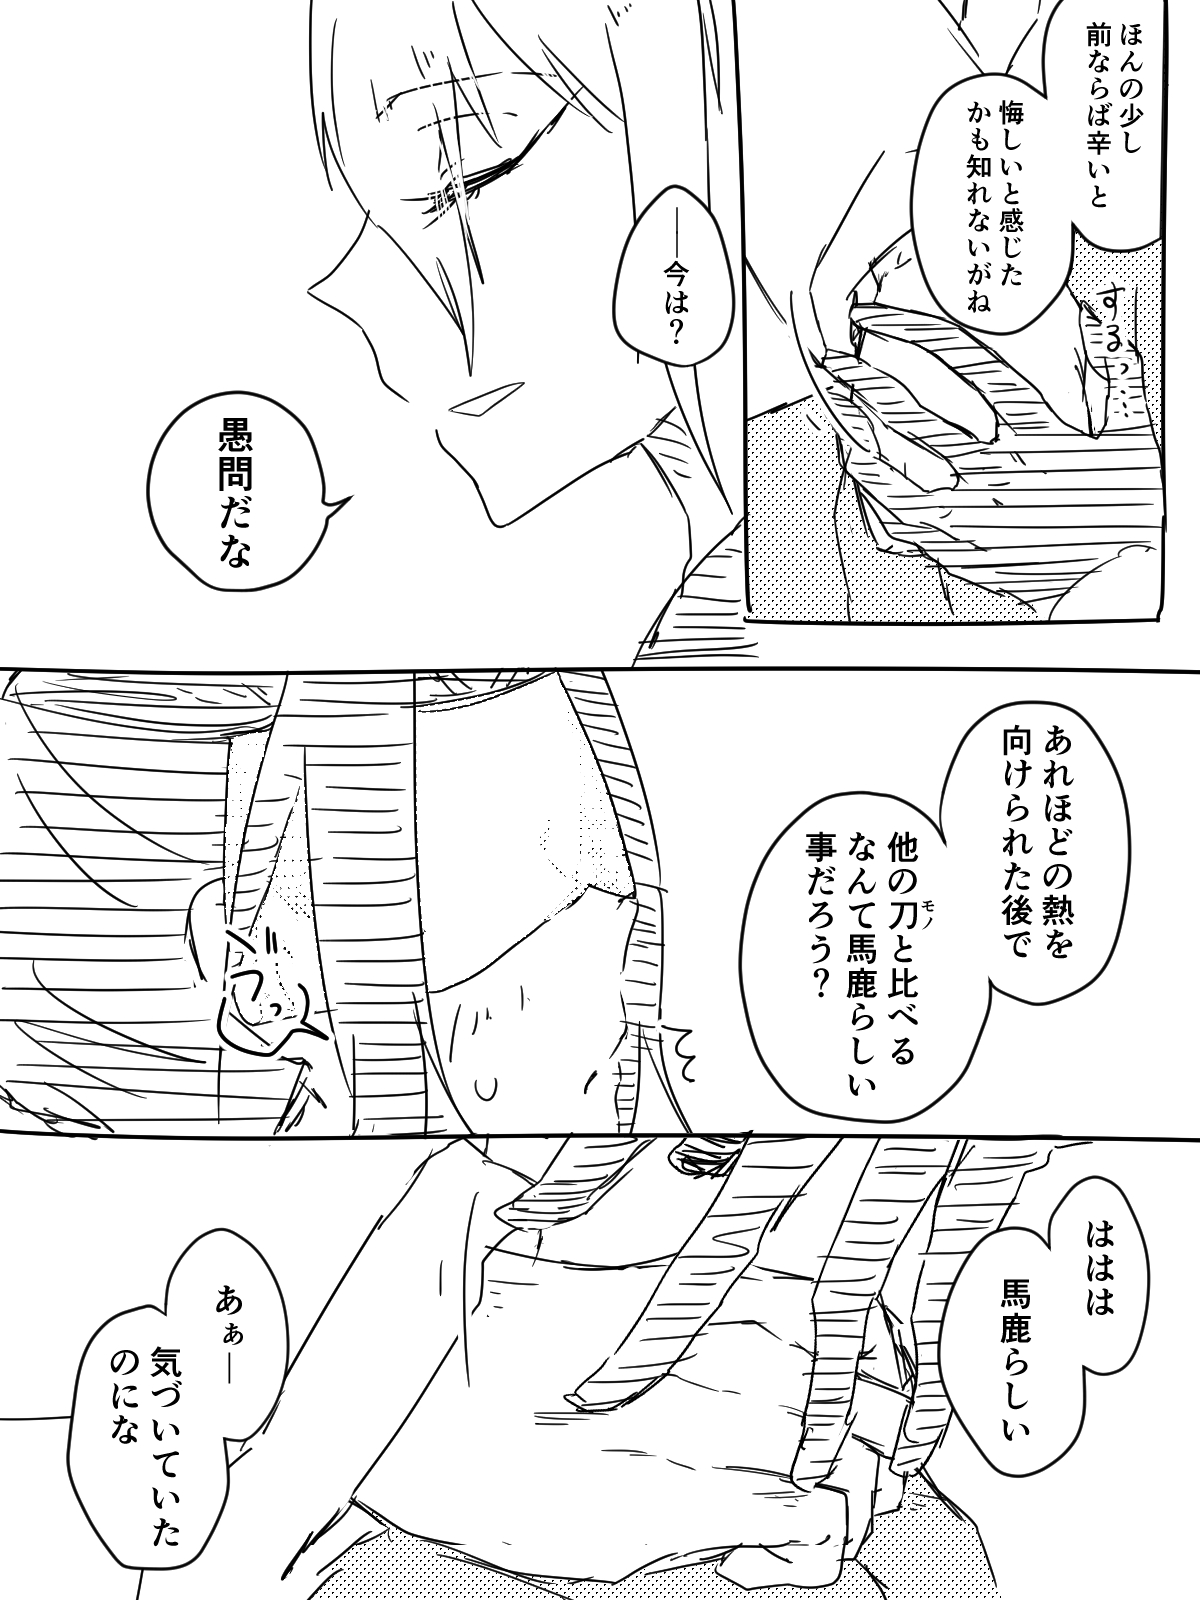 ほんの少し
前ならば辛いと
悔しいと感じた
かも知れないがね
するっ…
―今は?
愚問だな
あれほどの熱を
向けられた後で
他の刀と比べる
モノ
なんて馬鹿らしい
事だろう?
ははは
馬鹿らしい
あぁ―
気づいていた
のにな